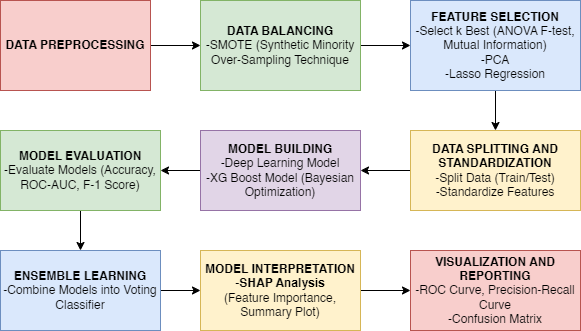 DATA PREPROCESSING
DATA BALANCING
-SMOTE (Synthetic Minority
Over-Sampling Technique
FEATURE SELECTION
-Select k Best (ANOVA F-test,
Mutual Information)
-PCA
-Lasso Regression
DATA SPLITTING AND
STANDARDIZATION
-Split Data (Train/Test)
-Standardize Features
MODEL BUILDING
-Deep Learning Model
-XG Boost Model (Bayesian
Optimization)
MODEL EVALUATION
-Evaluate Models (Accuracy,
ROC-AUC, F-1 Score)
ENSEMBLE LEARNING
-Combine Models into Voting
Classifier
MODEL INTERPRETATION
-SHAP Analysis
(Feature Importance,
Summary Plot)
VISUALIZATION AND
REPORTING
-ROC Curve, Precision-Recall
Curve
-Confusion Matrix